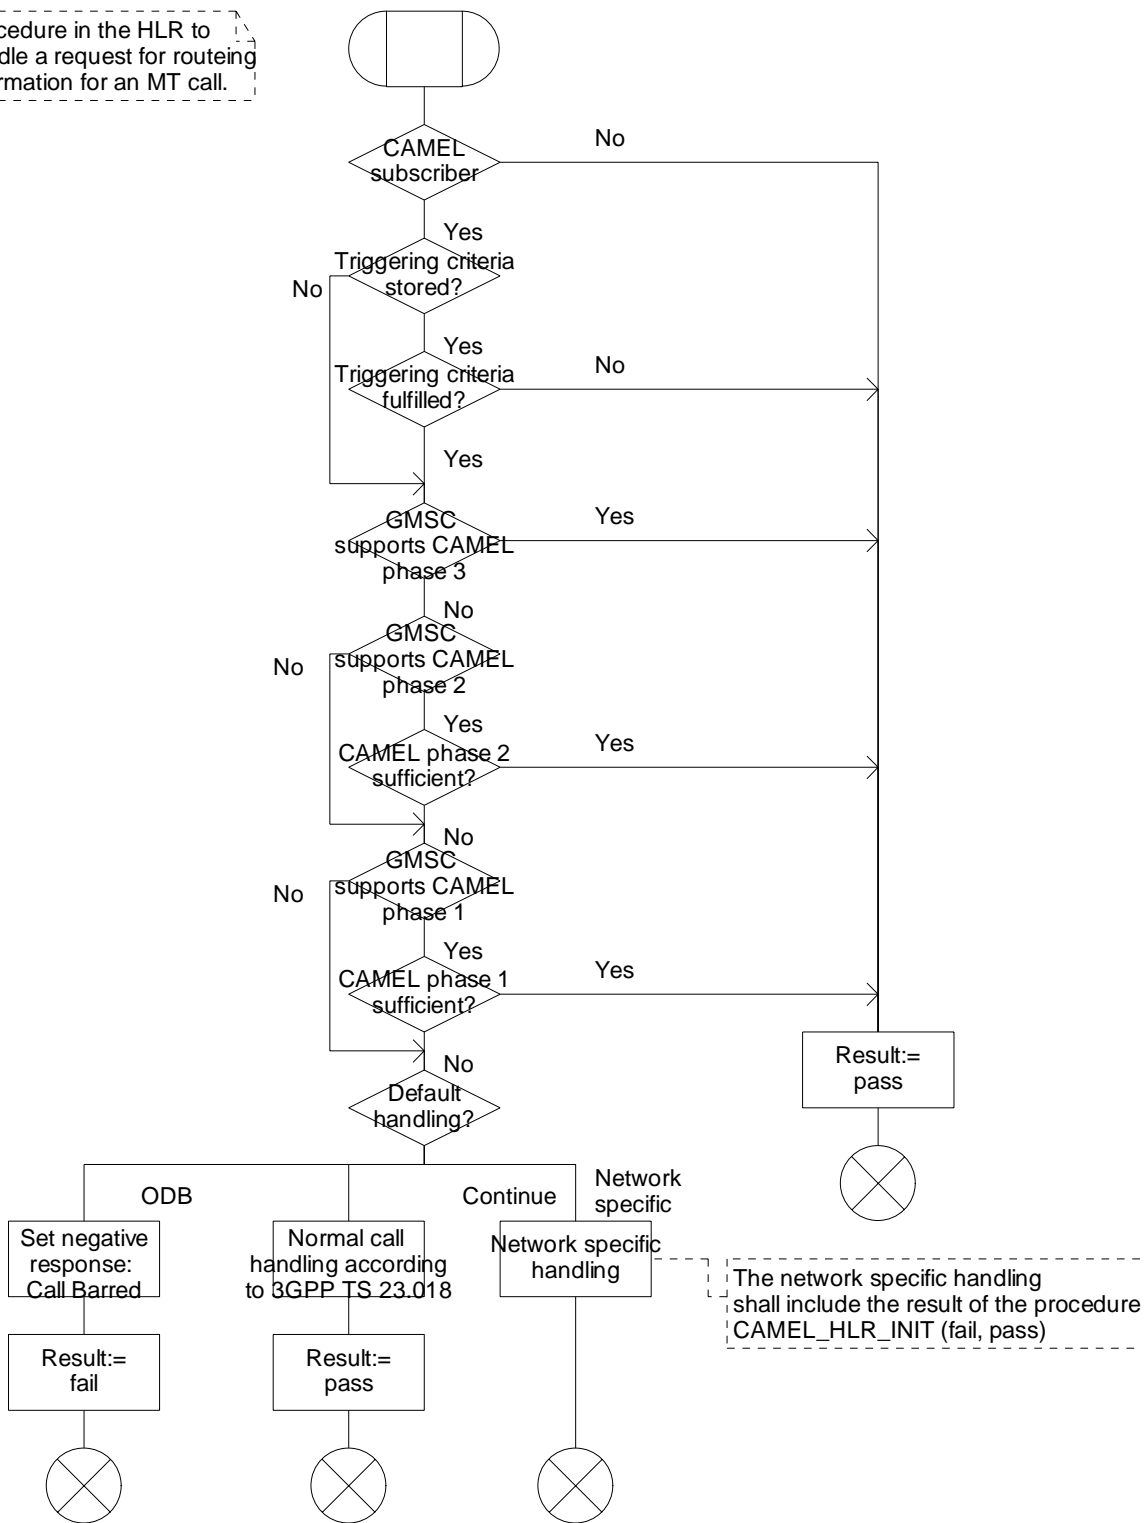 cedure in the HLR to
dle a request for routeing
rmation for an MT call.
CAMEL
subscriber
No
Yes
Triggering criteria
stored?
No
Yes
Triggering criteria
fulfilled?
No
Yes
GMSC
supports CAMEL
phase 3
Yes
No
GMSC
supports CAMEL
phase 2
No
Yes
CAMEL phase 2
sufficient?
Yes
No
GMSC
supports CAMEL
phase 1
No
Yes
CAMEL phase 1
sufficient?
Yes
No
Default
handling?
Result:=
pass
ODB
Continue
Network
specific
Set negative
response:
Call Barred
Normal call
handling according
to 3GPP TS 23.018
Network specific
handling
The network specific handling
shall include the result of the procedure
CAMEL_HLR_INIT (fail, pass)
Result:=
fail
Result:=
pass